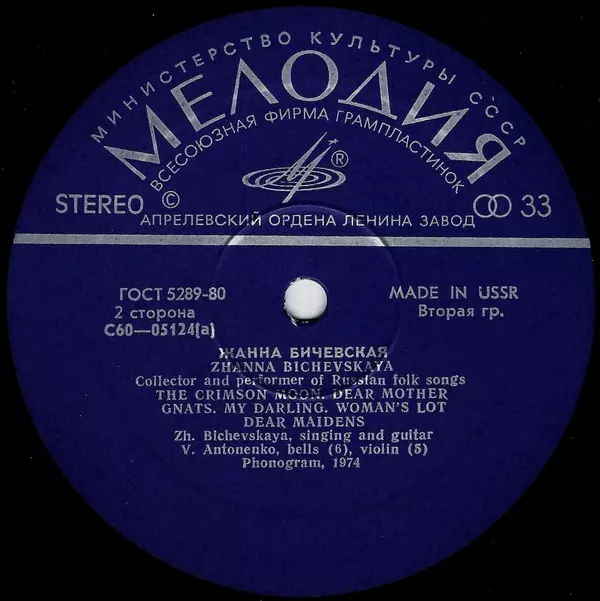 МИНИСТЕРСТВО КУЛЬТУРЫ СССР
МЕЛОДИЯ
ВСЕСОЮЗНАЯ ФИРМА ГРАМПЛАСТИНОК
®
STEREO ©
33
АПРЕЛЕВСКИЙ ОРДЕНА ЛЕНИНА ЗАВОД
ГОСТ 5289-80
MADE IN USSR
2 сторона
Вторая гр.
С60—05124(а)
ЖАННА БИЧЕВСКАЯ
ZHANNA BICHEVSKAYA
Collector and performer of Russian folk songs
THE CRIMSON MOON. DEAR MOTHER
GNATS. MY DARLING. WOMAN'S LOT
DEAR MAIDENS
Zh. Bichevskaya, singing and guitar
V. Antonenko, bells (6), violin (5)
Phonogram, 1974